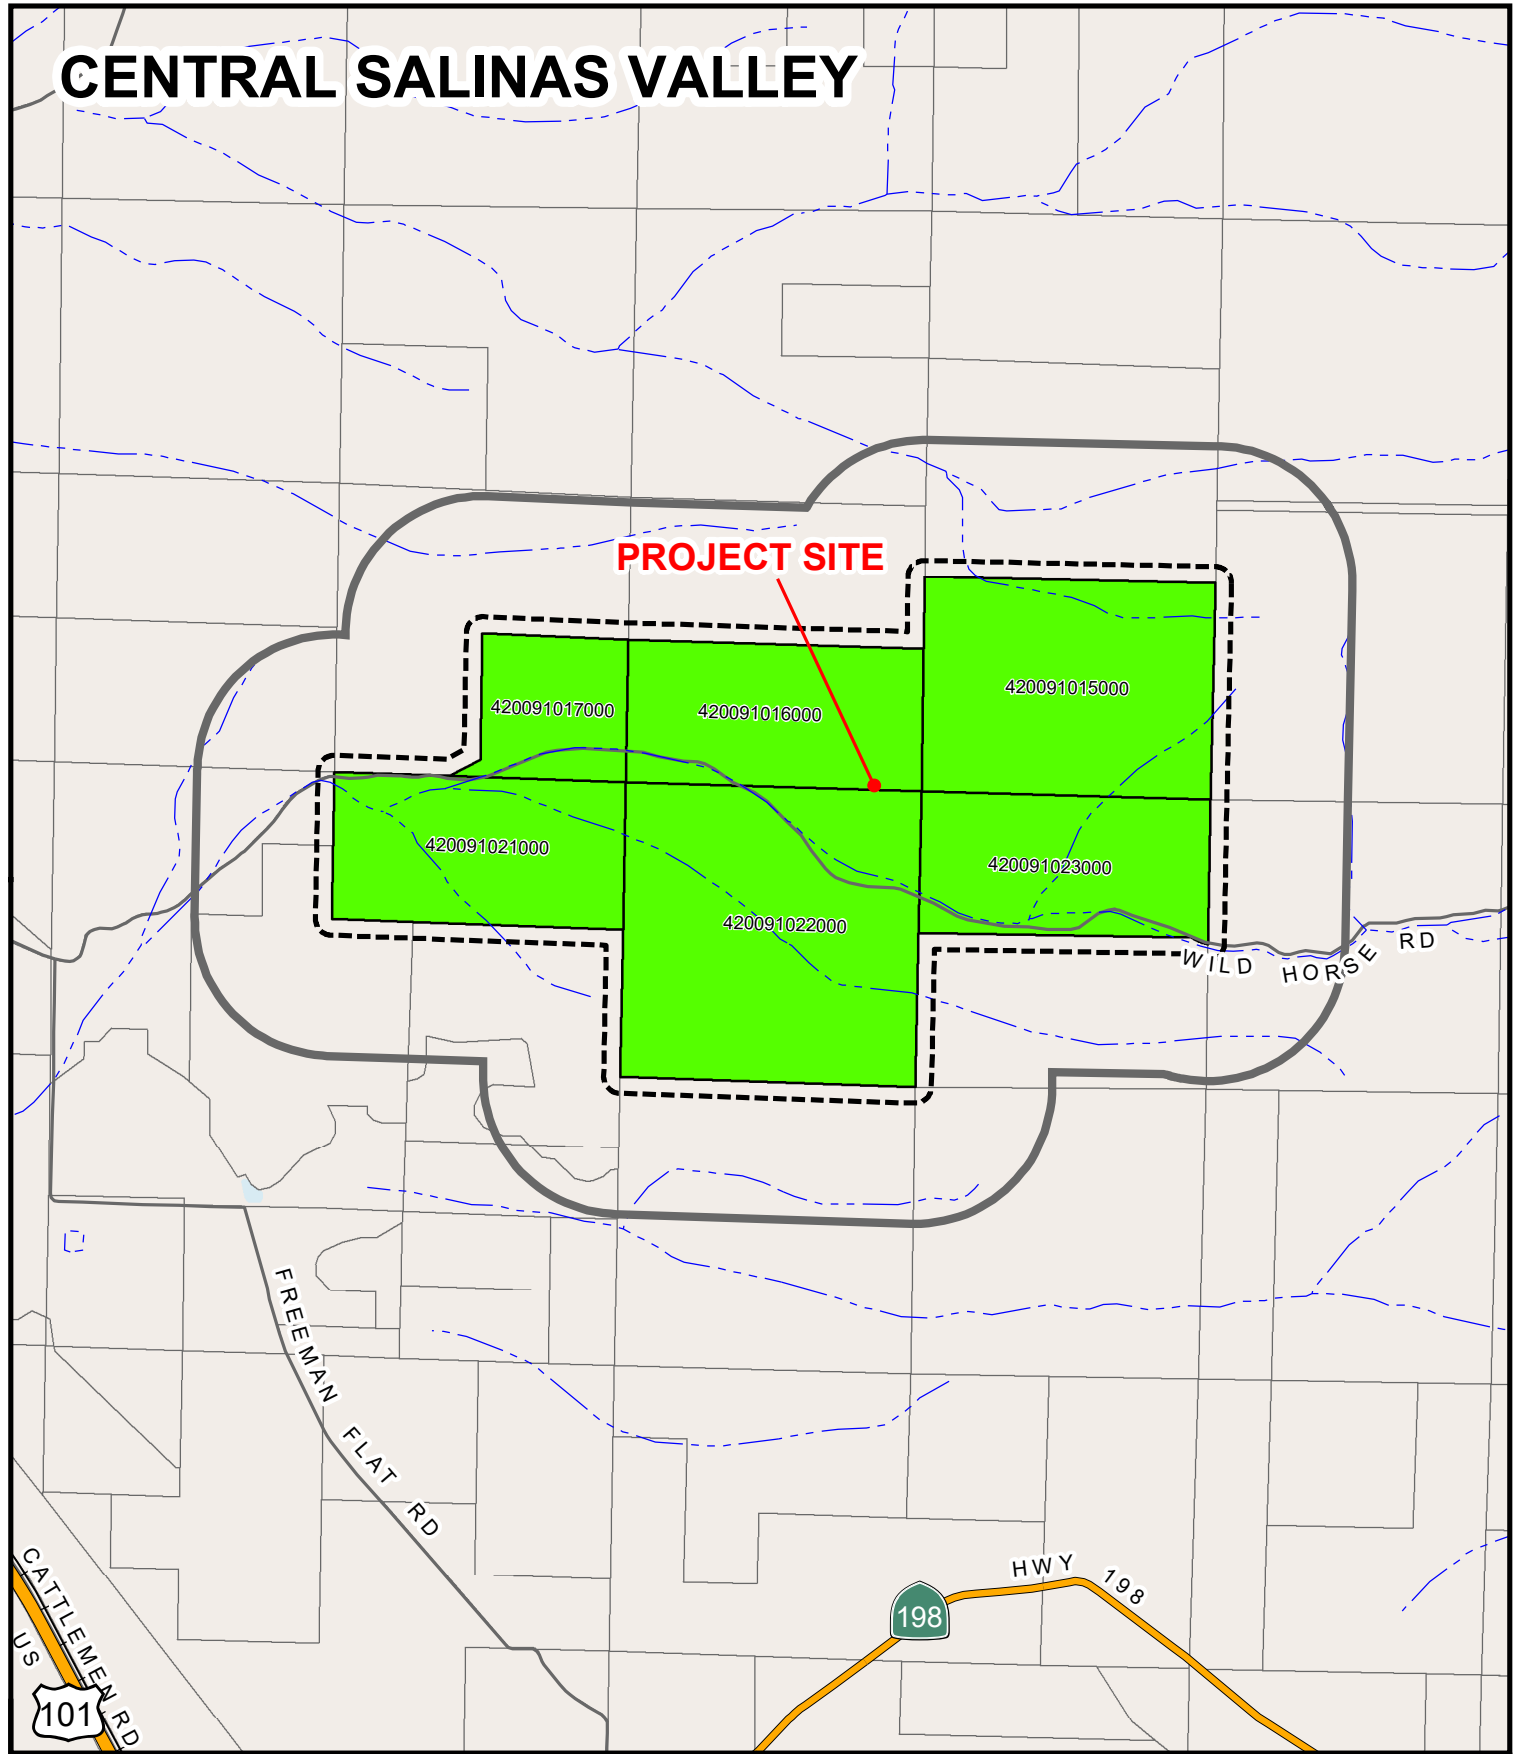 CENTRAL SALINAS VALLEY
PROJECT SITE
420091015000
420091017000
420091016000
420091021000
420091023000
420091022000
WILD HORSE RD
FREEMAN FLAT RD
HWY 198
198
CATTLEMEN RD
US
101